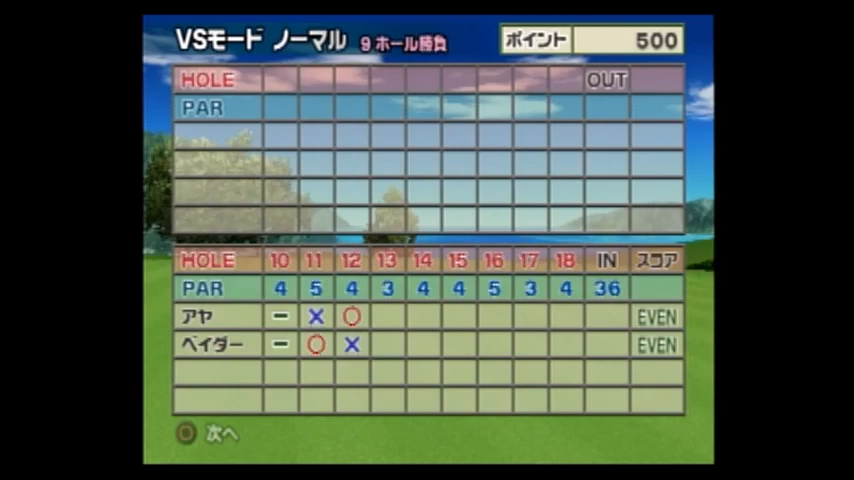 VSモード ノーマル 9ホール勝負 ポイント 500
HOLE OUT
PAR
HOLE 10 11 12 13 14 15 16 17 18 IN スコア
PAR 4 5 4 3 4 4 5 3 4 36
アヤ - X ○ EVEN
ベイダー - ○ X EVEN
次へ